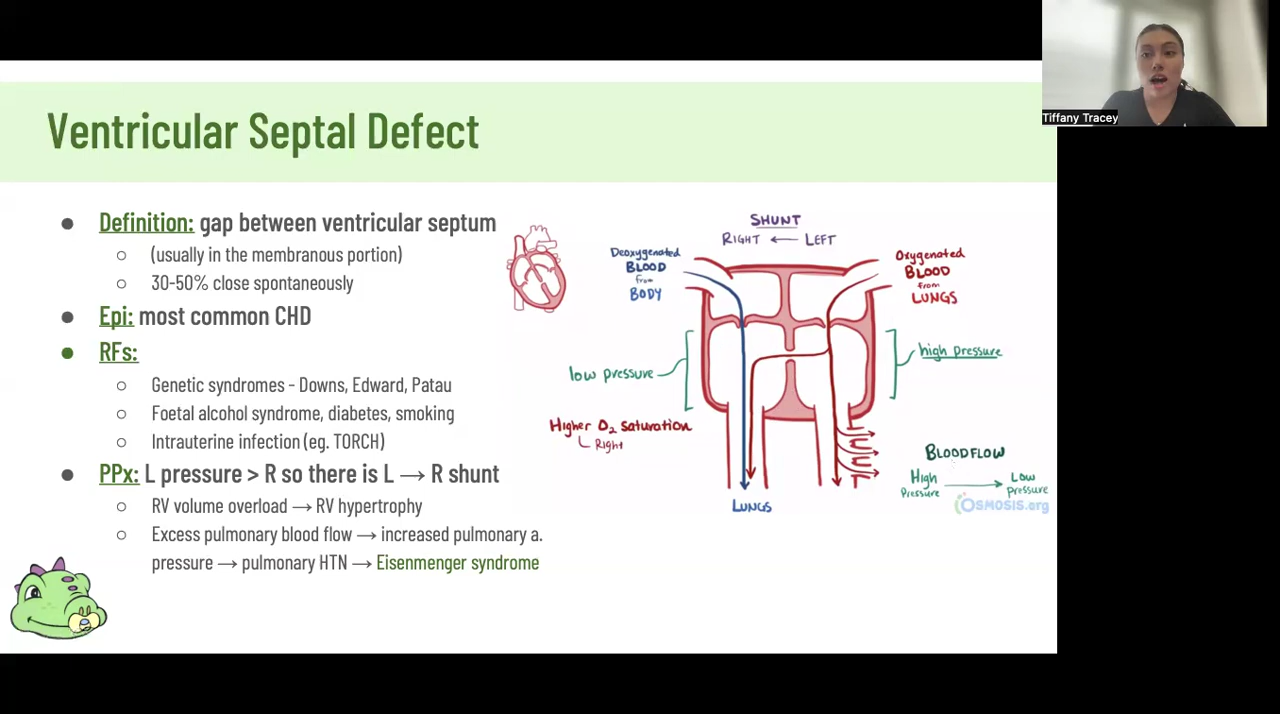 Tiffany Tracey
Ventricular Septal Defect
● Definition: gap between ventricular septum
○ (usually in the membranous portion)
○ 30-50% close spontaneously
● Epi: most common CHD
● RFs:
○ Genetic syndromes - Downs, Edward, Patau
○ Foetal alcohol syndrome, diabetes, smoking
○ Intrauterine infection (eg. TORCH)
● PPx: L pressure > R so there is L → R shunt
○ RV volume overload → RV hypertrophy
○ Excess pulmonary blood flow → increased pulmonary a.
pressure → pulmonary HTN → Eisenmenger syndrome
SHUNT
RIGHT ← LEFT
Deoxygenated
BLOOD
from
BODY
Oxygenated
BLOOD
from
LUNGS
low pressure
high pressure
Higher O₂ saturation
Right
LUNGS
BLOODFLOW
High
Pressure
→
Low
Pressure
OSMOSIS.org